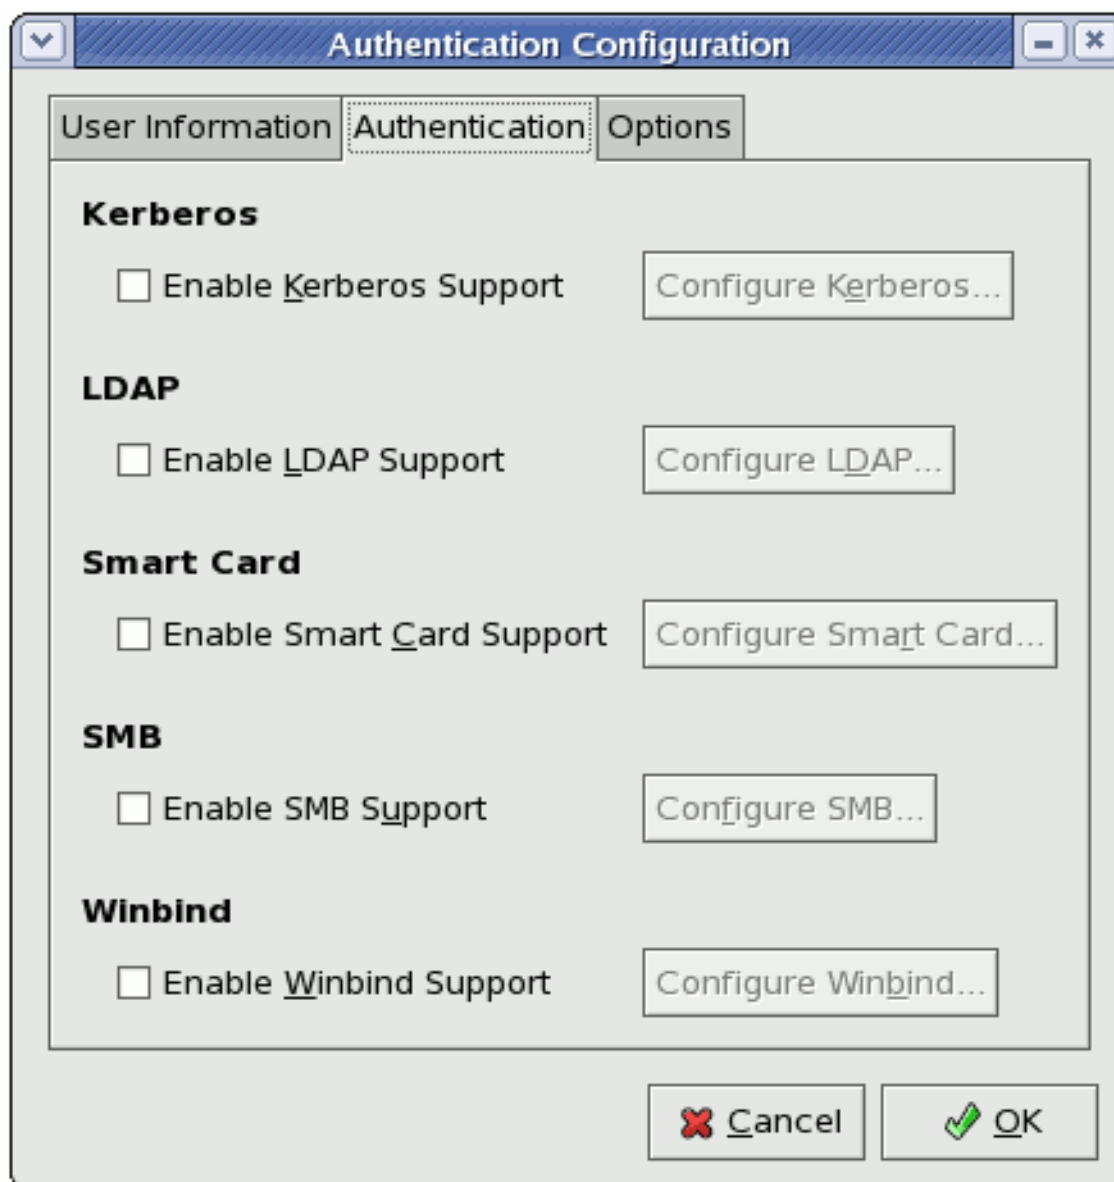 Authentication Configuration
User Information Authentication Options
Kerberos
Enable Kerberos Support Configure Kerberos...
LDAP
Enable LDAP Support Configure LDAP...
Smart Card
Enable Smart Card Support Configure Smart Card...
SMB
Enable SMB Support Configure SMB...
Winbind
Enable Winbind Support Configure Winbind...
Cancel OK